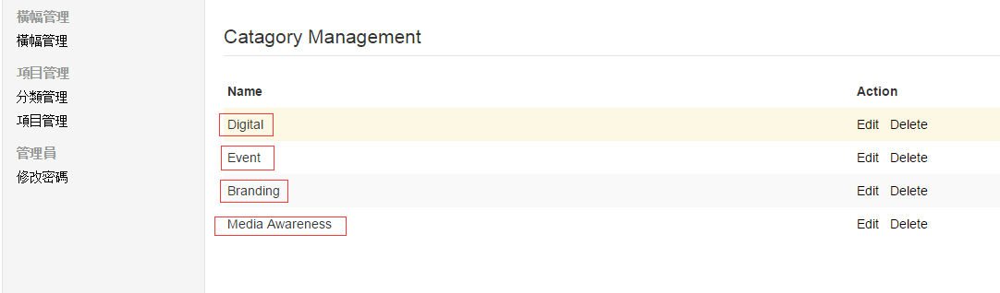 橫幅管理
橫幅管理
項目管理
分類管理
項目管理
管理員
修改密碼
Catagory Management
Name Action
Digital Edit Delete
Event Edit Delete
Branding Edit Delete
Media Awareness Edit Delete